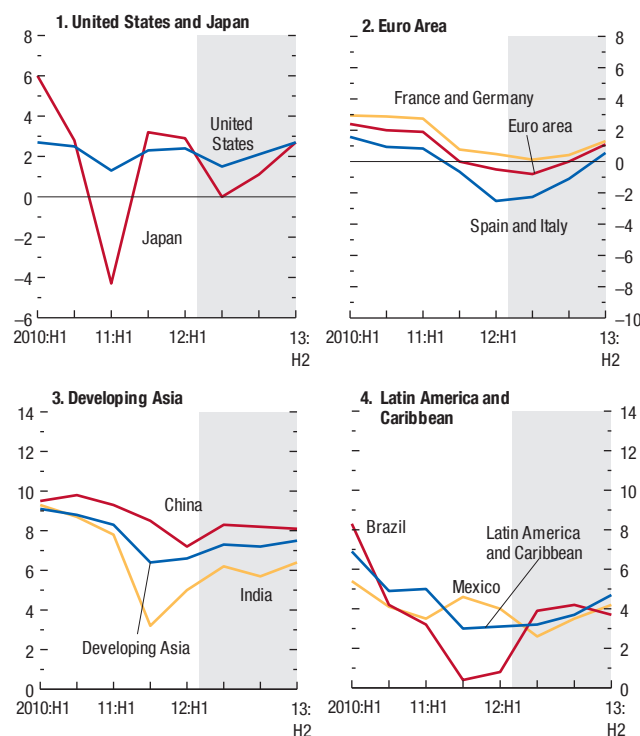 1. United States and Japan
8
6
4
2
0
−2
−4
−6
United
States
Japan
2010:H1
11:H1
12:H1
13:
H2
2. Euro Area
8
6
4
2
0
−2
−4
−6
−8
−10
France and Germany
Euro area
Spain and Italy
2010:H1
11:H1
12:H1
13:
H2
3. Developing Asia
14
12
10
8
6
4
2
0
China
India
Developing Asia
2010:H1
11:H1
12:H1
13:
H2
4. Latin America and
Caribbean
14
12
10
8
6
4
2
0
Brazil
Latin America
and Caribbean
Mexico
2010:H1
11:H1
12:H1
13:
H2